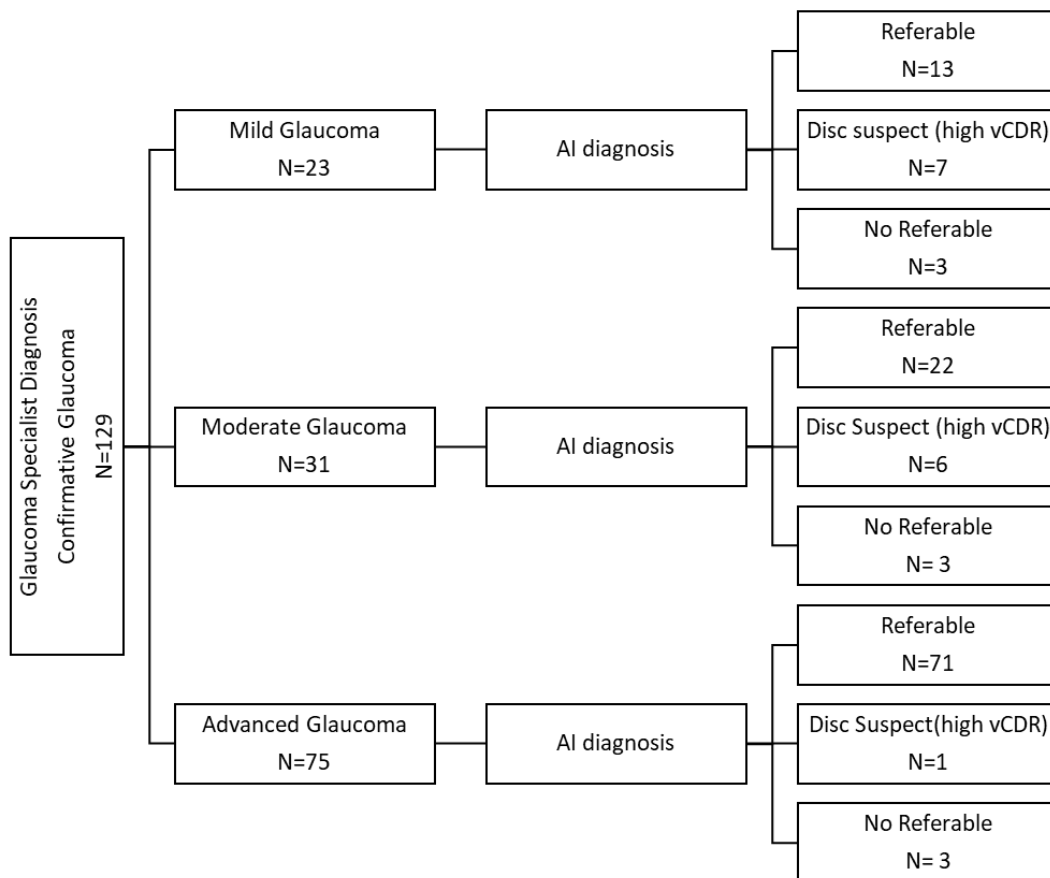 Glaucoma Specialist Diagnosis
Confirmative Glaucoma
N=129
Mild Glaucoma
N=23
AI diagnosis
Referable
N=13
Disc suspect (high vCDR)
N=7
No Referable
N=3
Moderate Glaucoma
N=31
AI diagnosis
Referable
N=22
Disc Suspect (high vCDR)
N=6
No Referable
N= 3
Advanced Glaucoma
N=75
AI diagnosis
Referable
N=71
Disc Suspect(high vCDR)
N=1
No Referable
N= 3